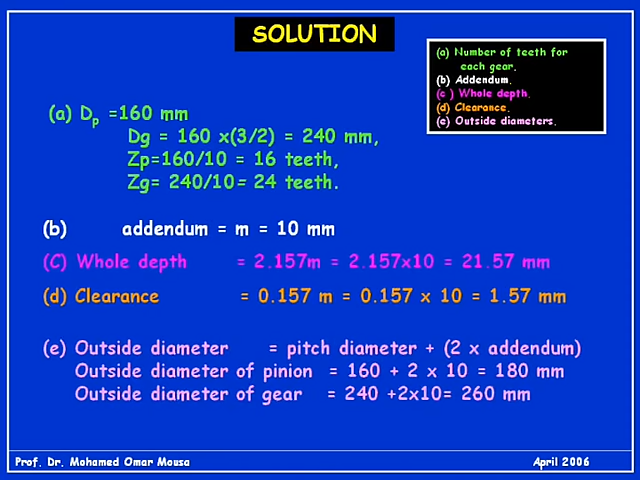 SOLUTION
(a) Number of teeth for
each gear.
(b) Addendum.
(c ) Whole depth.
(d) Clearance.
(e) Outside diameters.
(a) Dp =160 mm
Dg = 160 x(3/2) = 240 mm,
Zp=160/10 = 16 teeth,
Zg= 240/10= 24 teeth.
(b) addendum = m = 10 mm
(C) Whole depth = 2.157m = 2.157x10 = 21.57 mm
(d) Clearance = 0.157 m = 0.157 x 10 = 1.57 mm
(e) Outside diameter = pitch diameter + (2 x addendum)
Outside diameter of pinion = 160 + 2 x 10 = 180 mm
Outside diameter of gear = 240 +2x10= 260 mm
Prof. Dr. Mohamed Omar Mousa April 2006